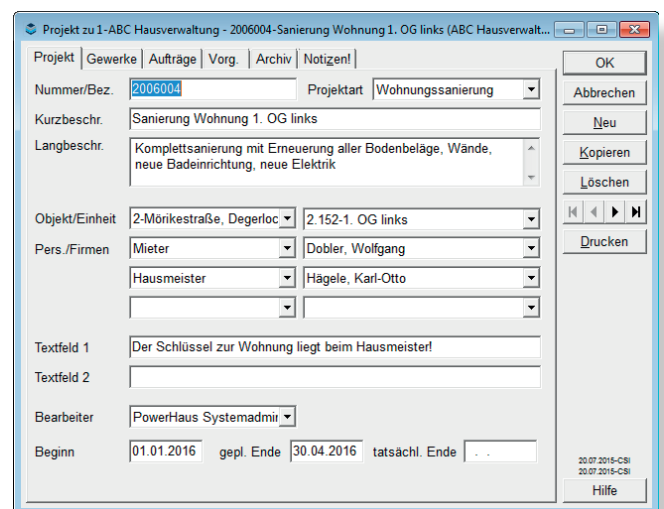 Projekt zu 1-ABC Hausverwaltung - 2006004-Sanierung Wohnung 1. OG links (ABC Hausverwalt...
Projekt Gewerke Aufträge Vorg. Archiv Notizen!
OK
Nummer/Bez. 2006004 Projektart Wohnungssanierung
Abbrechen
Kurzbeschr. Sanierung Wohnung 1. OG links
Neu
Langbeschr. Komplettsanierung mit Erneuerung aller Bodenbeläge, Wände,
neue Badeinrichtung, neue Elektrik
Kopieren
Löschen
Objekt/Einheit 2-Mörikestraße, Degerloc 2.152-1. OG links
Pers./Firmen Mieter Dobler, Wolfgang
Drucken
Hausmeister Hägele, Karl-Otto
Textfeld 1 Der Schlüssel zur Wohnung liegt beim Hausmeister!
Textfeld 2
Bearbeiter PowerHaus Systemadmir
Beginn 01.01.2016 gepl. Ende 30.04.2016 tatsächl. Ende . .
20.07.2015-CSI
20.07.2015-CSI
Hilfe